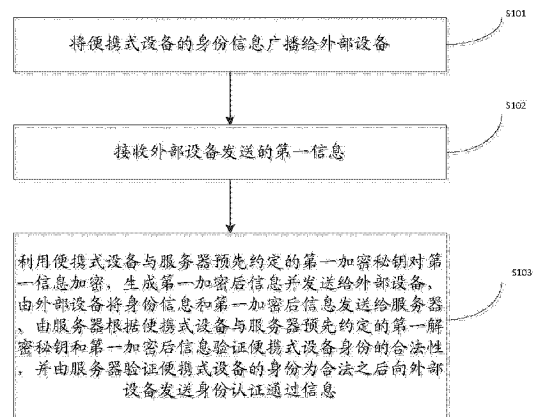 将便携式设备的身份信息广播给外部设备
S101
接收外部设备发送的第一信息
S102
利用便携式设备与服务器预先约定的第一加密秘钥对第
一信息加密，生成第一加密后信息并发送给外部设备，
由外部设备将身份信息和第一加密后信息发送给服务器
、由服务器根据便携式设备与服务器预先约定的第一解
密秘钥和第一加密后信息验证便携式设备身份的合法性
，并由服务器验证便携式设备的身份为合法之后向外部
设备发送身份认证通过信息
S103